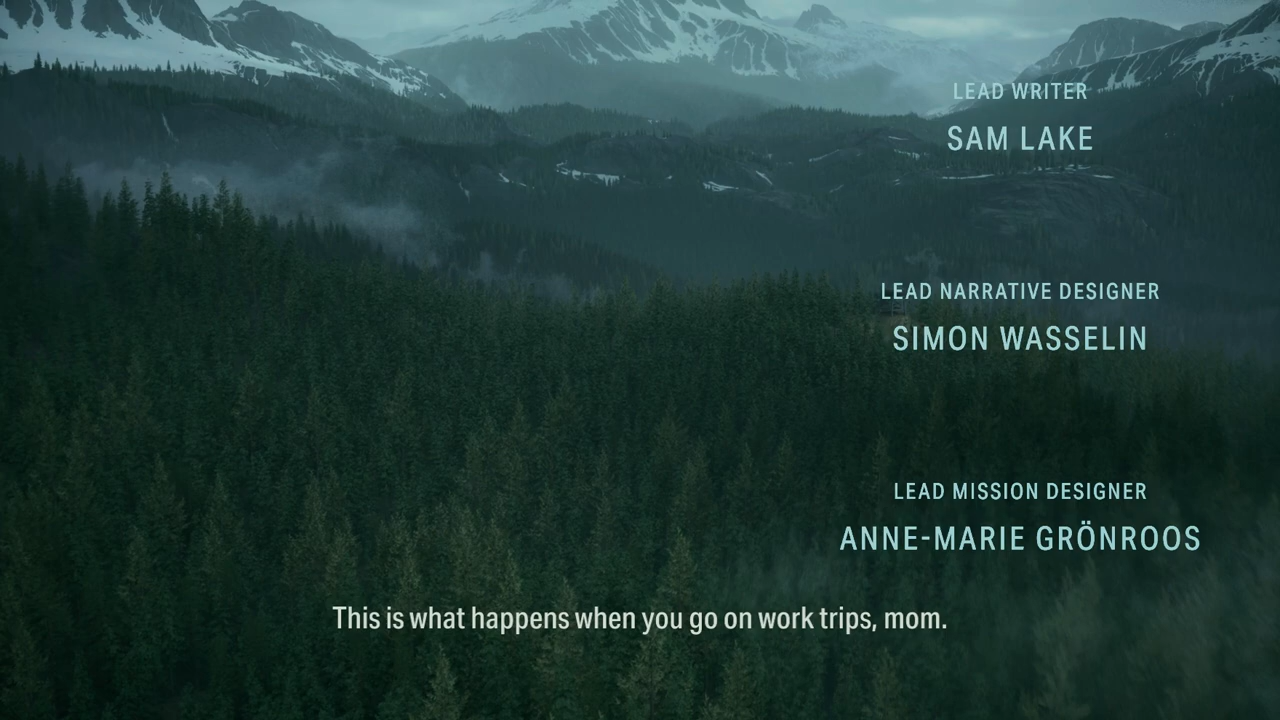 LEAD WRITER
SAM LAKE
LEAD NARRATIVE DESIGNER
SIMON WASSELIN
LEAD MISSION DESIGNER
ANNE-MARIE GRÖNROOS
This is what happens when you go on work trips, mom.